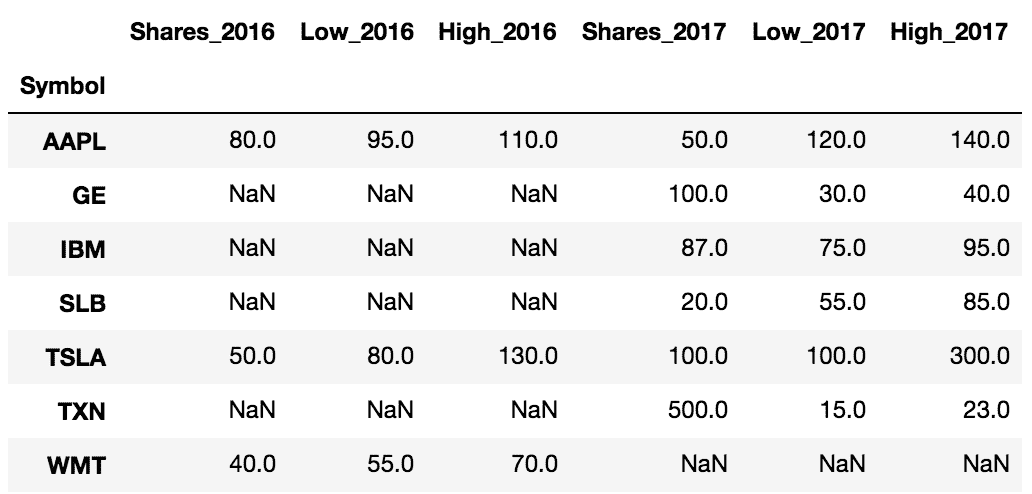 Shares_2016 Low_2016 High_2016 Shares_2017 Low_2017 High_2017
Symbol
AAPL 80.0 95.0 110.0 50.0 120.0 140.0
GE NaN NaN NaN 100.0 30.0 40.0
IBM NaN NaN NaN 87.0 75.0 95.0
SLB NaN NaN NaN 20.0 55.0 85.0
TSLA 50.0 80.0 130.0 100.0 100.0 300.0
TXN NaN NaN NaN 500.0 15.0 23.0
WMT 40.0 55.0 70.0 NaN NaN NaN